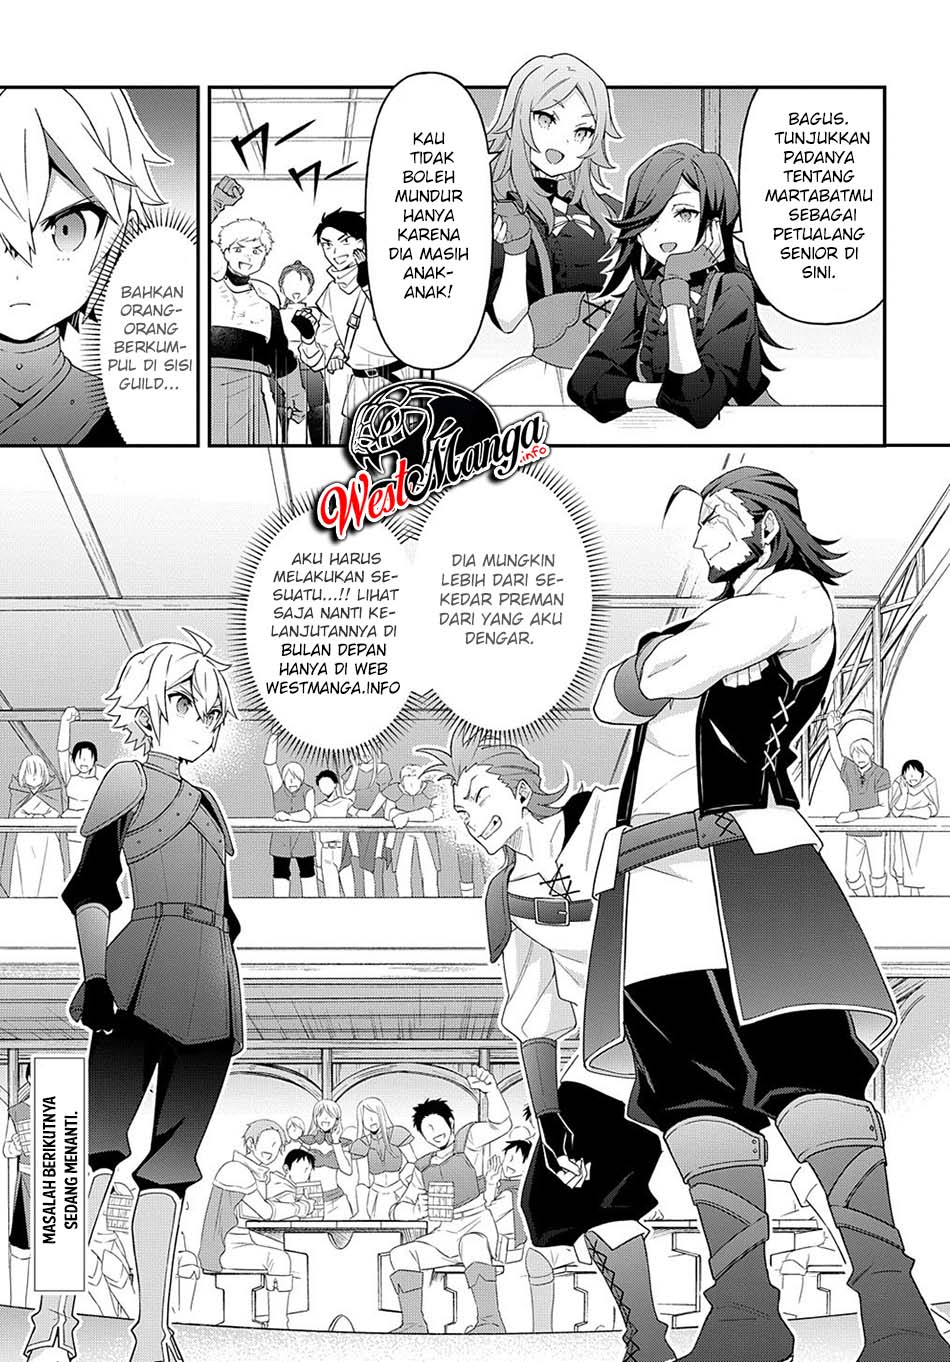 BAGUS.
TUNJUKKAN
PADANYA
TENTANG
MARTABATMU
SEBAGAI
PETUALANG
SENIOR DI
SINI.
KAU
TIDAK
BOLEH
MUNDUR
HANYA
KARENA
DIA MASIH
ANAK-
ANAK!
ワァ
ワァ
BAHKAN
ORANG-
ORANG
BERKUM-
PUL DI SISI
GUILD...
WestManga
.info
DIA MUNGKIN
LEBIH DARI SE-
KEDAR PREMAN
DARI YANG AKU
DENGAR.
AKU HARUS
MELAKUKAN SE-
SUATU...!! LIHAT
SAJA NANTI KE-
LANJUTANNYA DI
BULAN DEPAN
HANYA DI WEB
WESTMANGA.INFO
MASALAH BERIKUTNYA
SEDANG MENANTI.